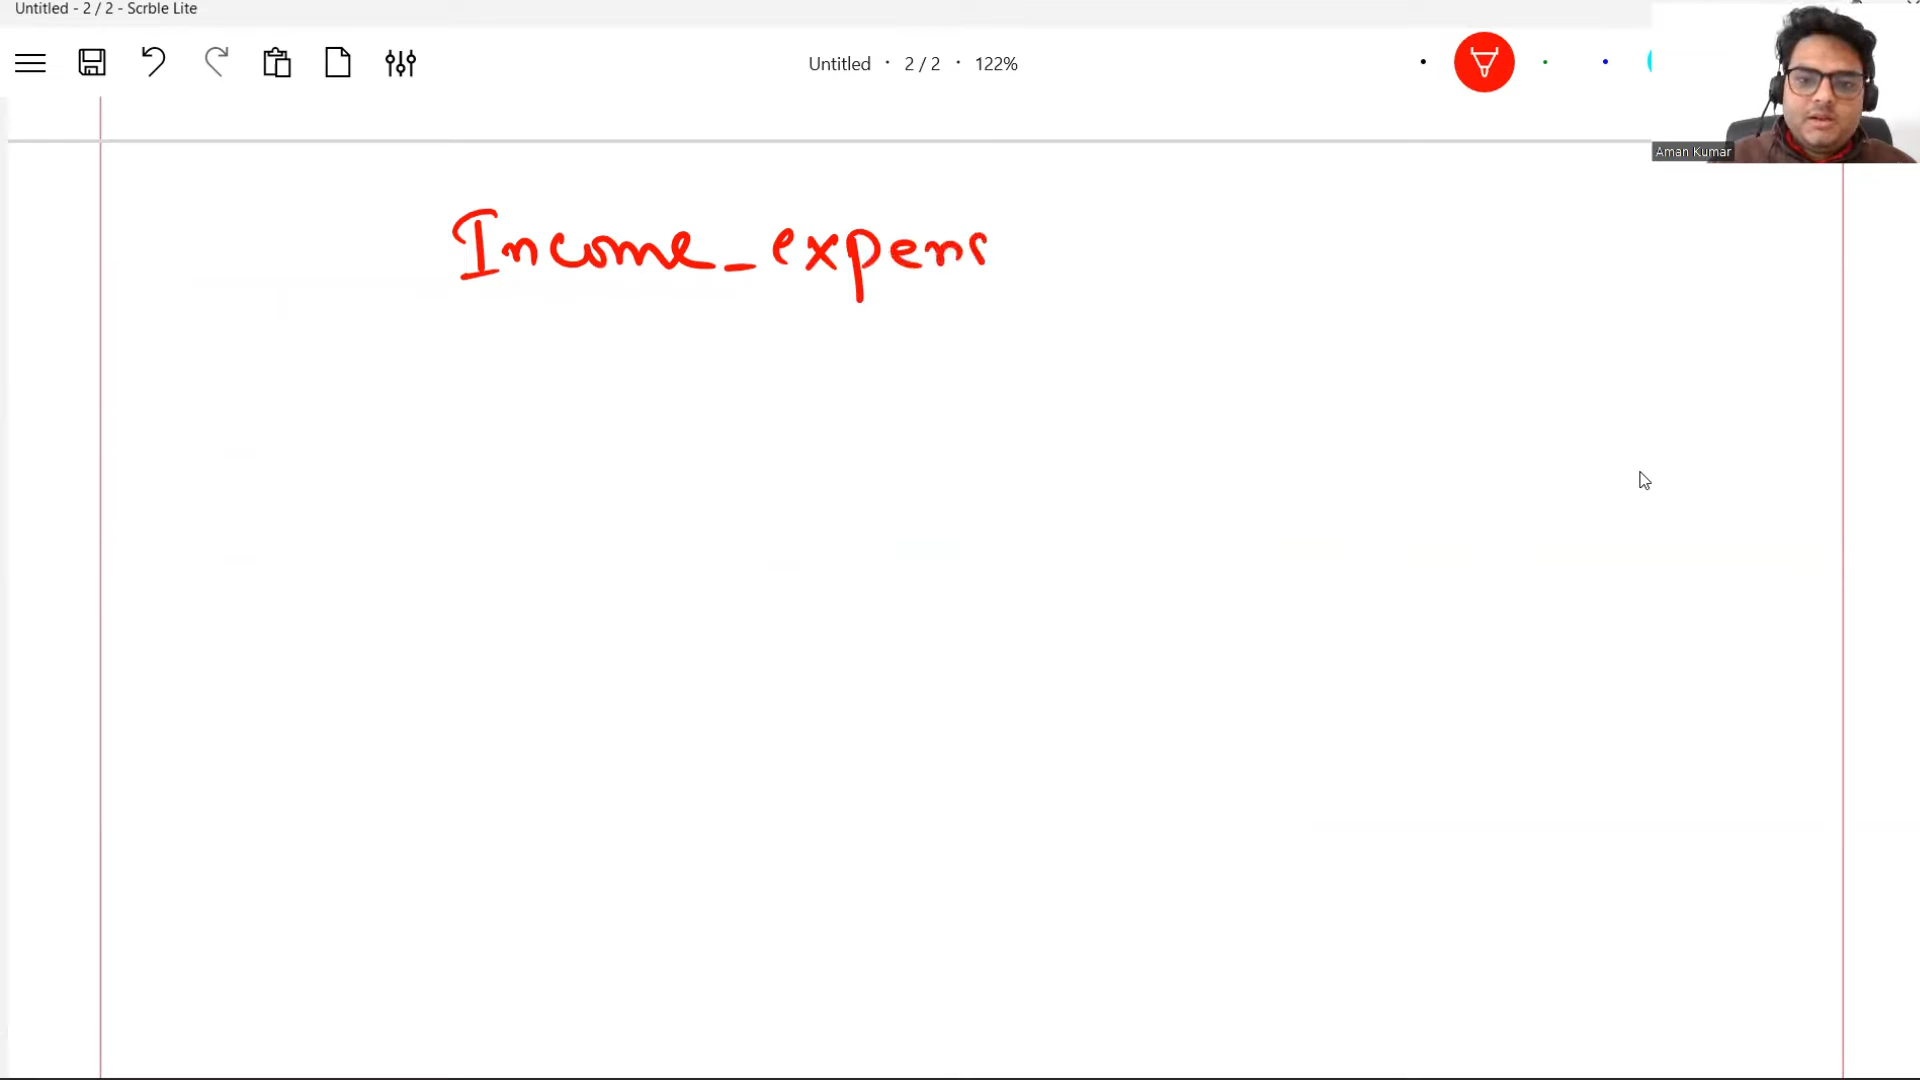 Untitled - 2 / 2 - Scrble Lite
Untitled • 2 / 2 • 122%
Aman Kumar
Income_expens